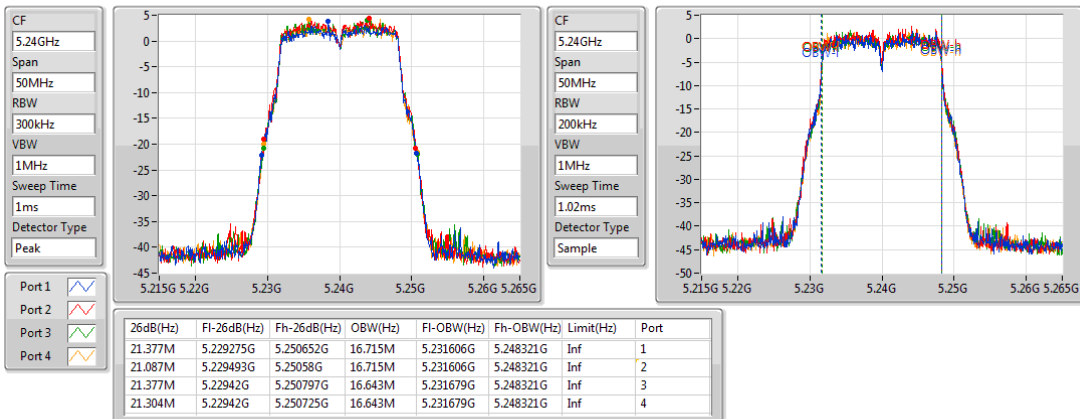 CF
5.24GHz
Span
50MHz
RBW
300kHz
VBW
1MHz
Sweep Time
1ms
Detector Type
Peak
5
0
-5
-10
-15
-20
-25
-30
-35
-40
-45
5.215G 5.22G 5.23G 5.24G 5.25G 5.26G 5.265G
CF
5.24GHz
Span
50MHz
RBW
200kHz
VBW
1MHz
Sweep Time
1.02ms
Detector Type
Sample
5
0
-5
-10
-15
-20
-25
-30
-35
-40
-45
-50
5.215G 5.22G 5.23G 5.24G 5.25G 5.26G 5.265G
OBW-h
Port 1
Port 2
Port 3
Port 4
26dB(Hz) Fl-26dB(Hz) Fh-26dB(Hz) OBW(Hz) Fl-OBW(Hz) Fh-OBW(Hz) Limit(Hz) Port
21.377M 5.229275G 5.250652G 16.715M 5.231606G 5.248321G Inf 1
21.087M 5.229493G 5.25058G 16.715M 5.231606G 5.248321G Inf 2
21.377M 5.22942G 5.250797G 16.643M 5.231679G 5.248321G Inf 3
21.304M 5.22942G 5.250725G 16.643M 5.231679G 5.248321G Inf 4